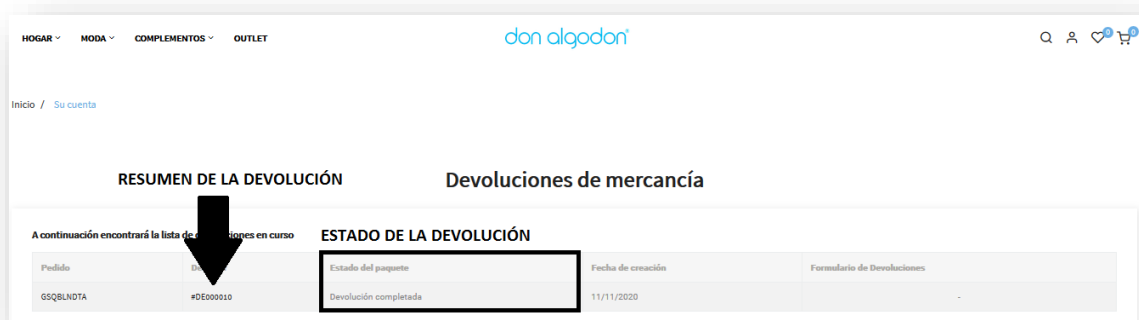 HOGAR MODA COMPLEMENTOS OUTLET don algodon 0 0
Inicio / Su cuenta
RESUMEN DE LA DEVOLUCIÓN Devoluciones de mercancía
A continuación encontrará la lista de en curso ESTADO DE LA DEVOLUCIÓN
Pedido Estado del paquete Fecha de creación Formulario de Devoluciones
GSQBLNDTA #DE000010 Devolución completada 11/11/2020 -